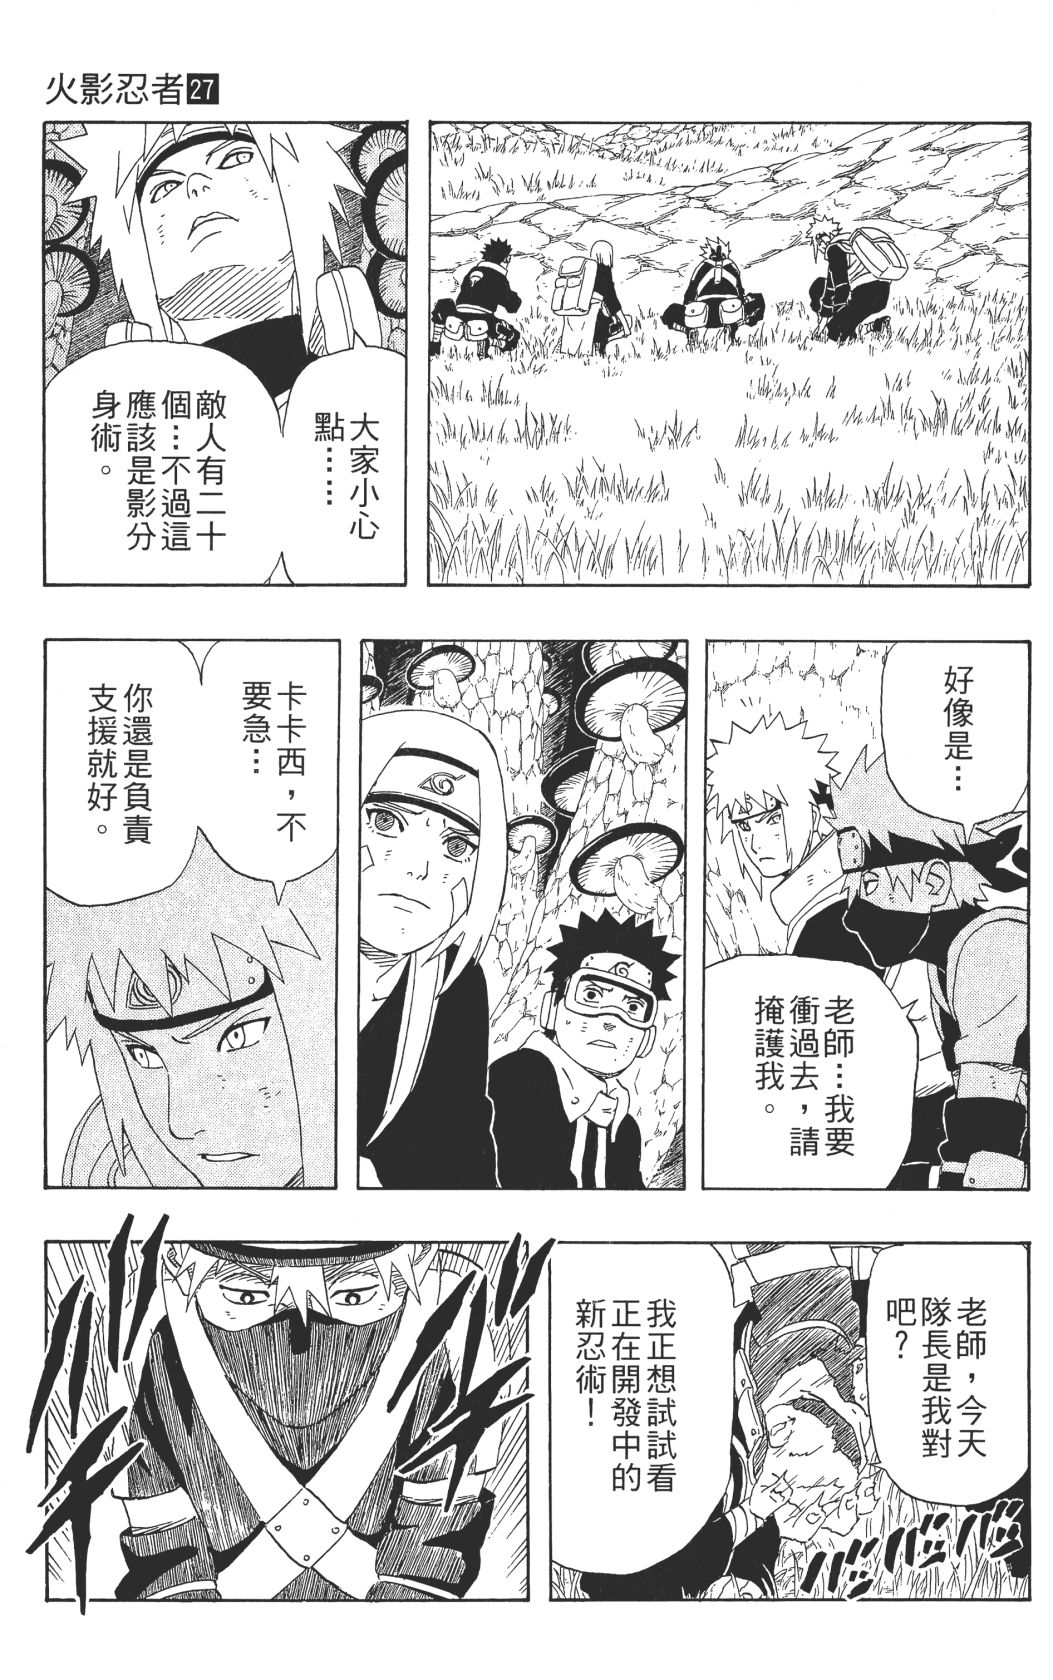 火影忍者27
大家小心
點……
敵人有二十
個…不過這
應該是影分
身術。
好像是…
老師…我要
衝過去，請
掩護我。
卡卡西，不
要急…
你還是負責
支援就好。
老師，今天
隊長是我對
吧？
我正想試試看
正在開發中的
新忍術！
バババッ